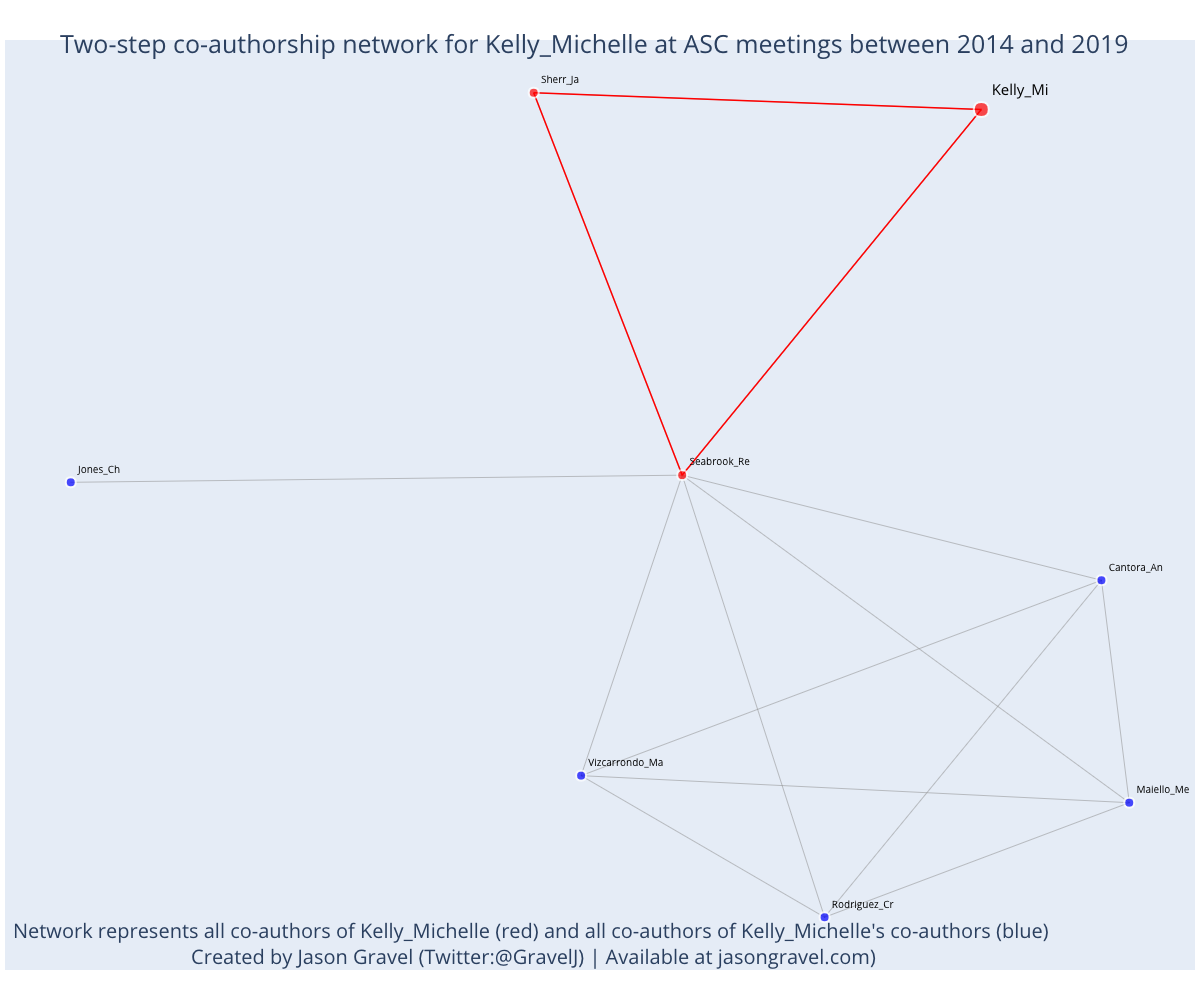 Two-step co-authorship network for Kelly_Michelle at ASC meetings between 2014 and 2019
Sherr_Ja
Kelly_Mi
Seabrook_Re
Jones_Ch
Cantora_An
Vizcarrondo_Ma
Maiello_Me
Rodriguez_Cr
Network represents all co-authors of Kelly_Michelle (red) and all co-authors of Kelly_Michelle's co-authors (blue)
Created by Jason Gravel (Twitter:@GravelJ) | Available at jasongravel.com)